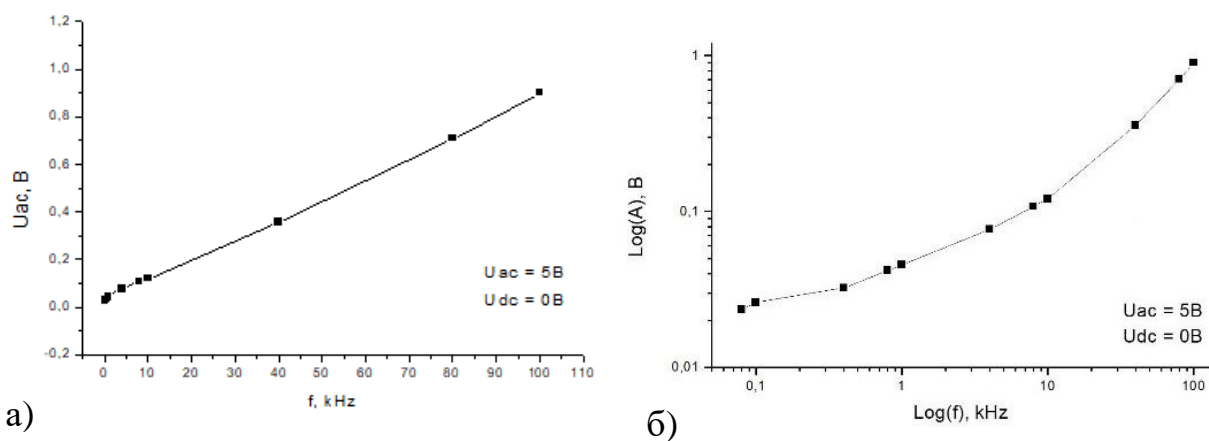 1,2
1,0
0,8
0,6
0,4
0,2
0,0
-0,2
Uac, B
0 10 20 30 40 50 60 70 80 90 100 110
f, kHz
Uac = 5B
Udc = 0B
а)
1
0,1
0,01
Log(A), B
0,1 1 10 100
Log(f), kHz
Uac = 5B
Udc = 0B
б)